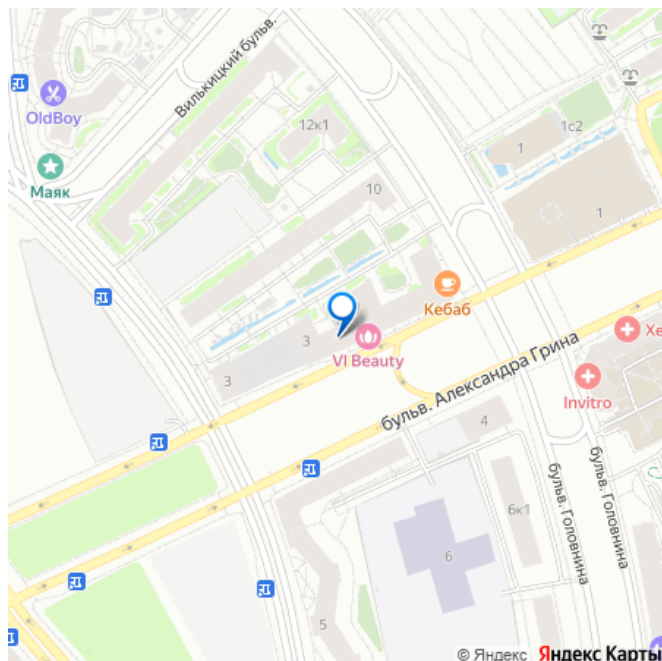 Вилькицкий бульв.
OldBoy
Маяк
12к1
1с2
1
10
1
Кебаб
3
VI Beauty
3
Хе
бульв. Александра Грина
Invitro
4
бульв. Головнина
бульв. Головнина
6к1
6
5
© Яндекс Яндекс Карты